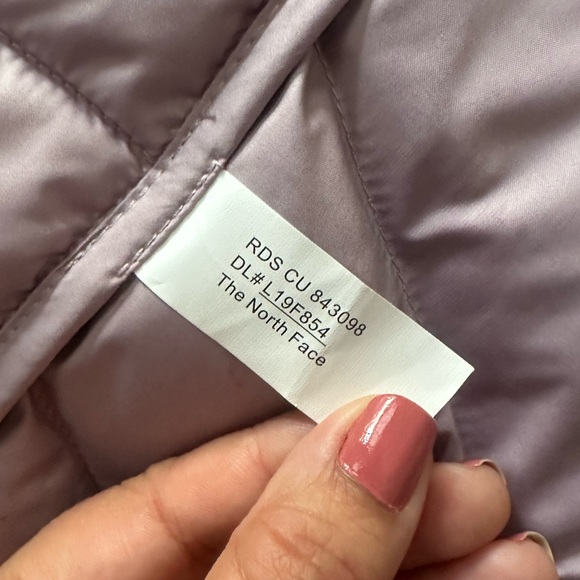 RDS CU 843098
DL# L19F854
The North Face